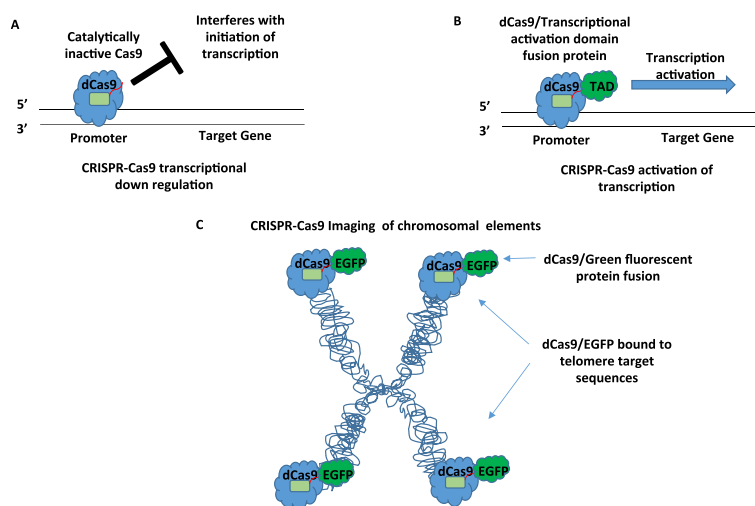 A
Catalytically
inactive Cas9
Interferes with
initiation of
transcription
dCas9
5’
3’
Promoter
Target Gene
CRISPR-Cas9 transcriptional
down regulation
B
dCas9/Transcriptional
activation domain
fusion protein
Transcription
activation
dCas9
TAD
5’
3’
Promoter
Target Gene
CRISPR-Cas9 activation of
transcription
C
CRISPR-Cas9 Imaging of chromosomal elements
dCas9
EGFP
dCas9
EGFP
dCas9/Green fluorescent
protein fusion
dCas9/EGFP bound to
telomere target
sequences
dCas9
EGFP
dCas9
EGFP